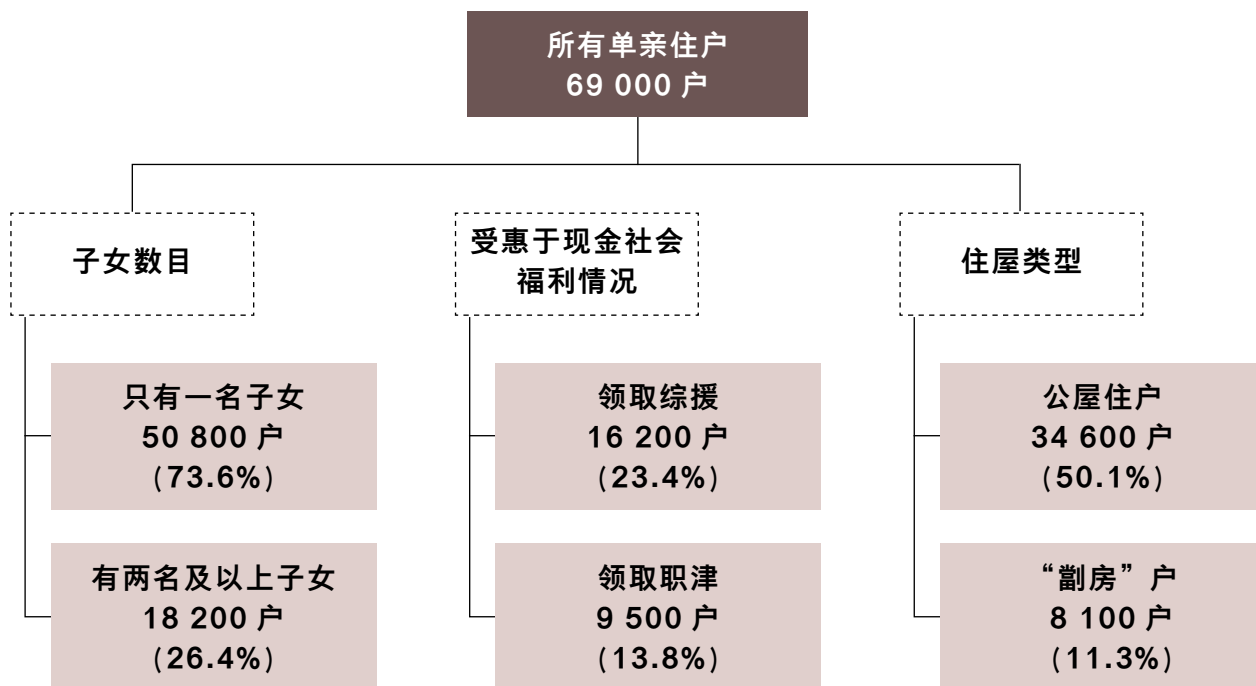 所有单亲住户
69 000 户
子女数目
受惠于现金社会
福利情况
住屋类型
只有一名子女
50 800 户
(73.6%)
领取综援
16 200 户
(23.4%)
公屋住户
34 600 户
(50.1%)
有两名及以上子女
18 200 户
(26.4%)
领取职津
9 500 户
(13.8%)
“劏房”户
8 100 户
(11.3%)